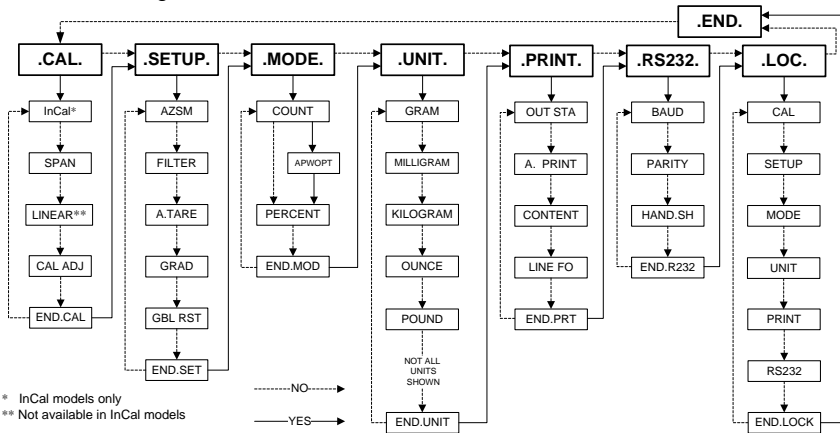 .END.
.CAL. .SETUP. .MODE. .UNIT. .PRINT. .RS232. .LOC.
InCal* AZSM COUNT GRAM OUT STA BAUD CAL
SPAN FILTER APWOPT MILLIGRAM A. PRINT PARITY SETUP
LINEAR** A.TARE PERCENT KILOGRAM CONTENT HAND.SH MODE
CAL ADJ GRAD END.MOD OUNCE LINE FO END.R232 UNIT
END.CAL GBL RST POUND END.PRT PRINT
END.SET NOT ALL
UNITS
SHOWN RS232
NO
* InCal models only
** Not available in InCal models YES END.UNIT END.LOCK